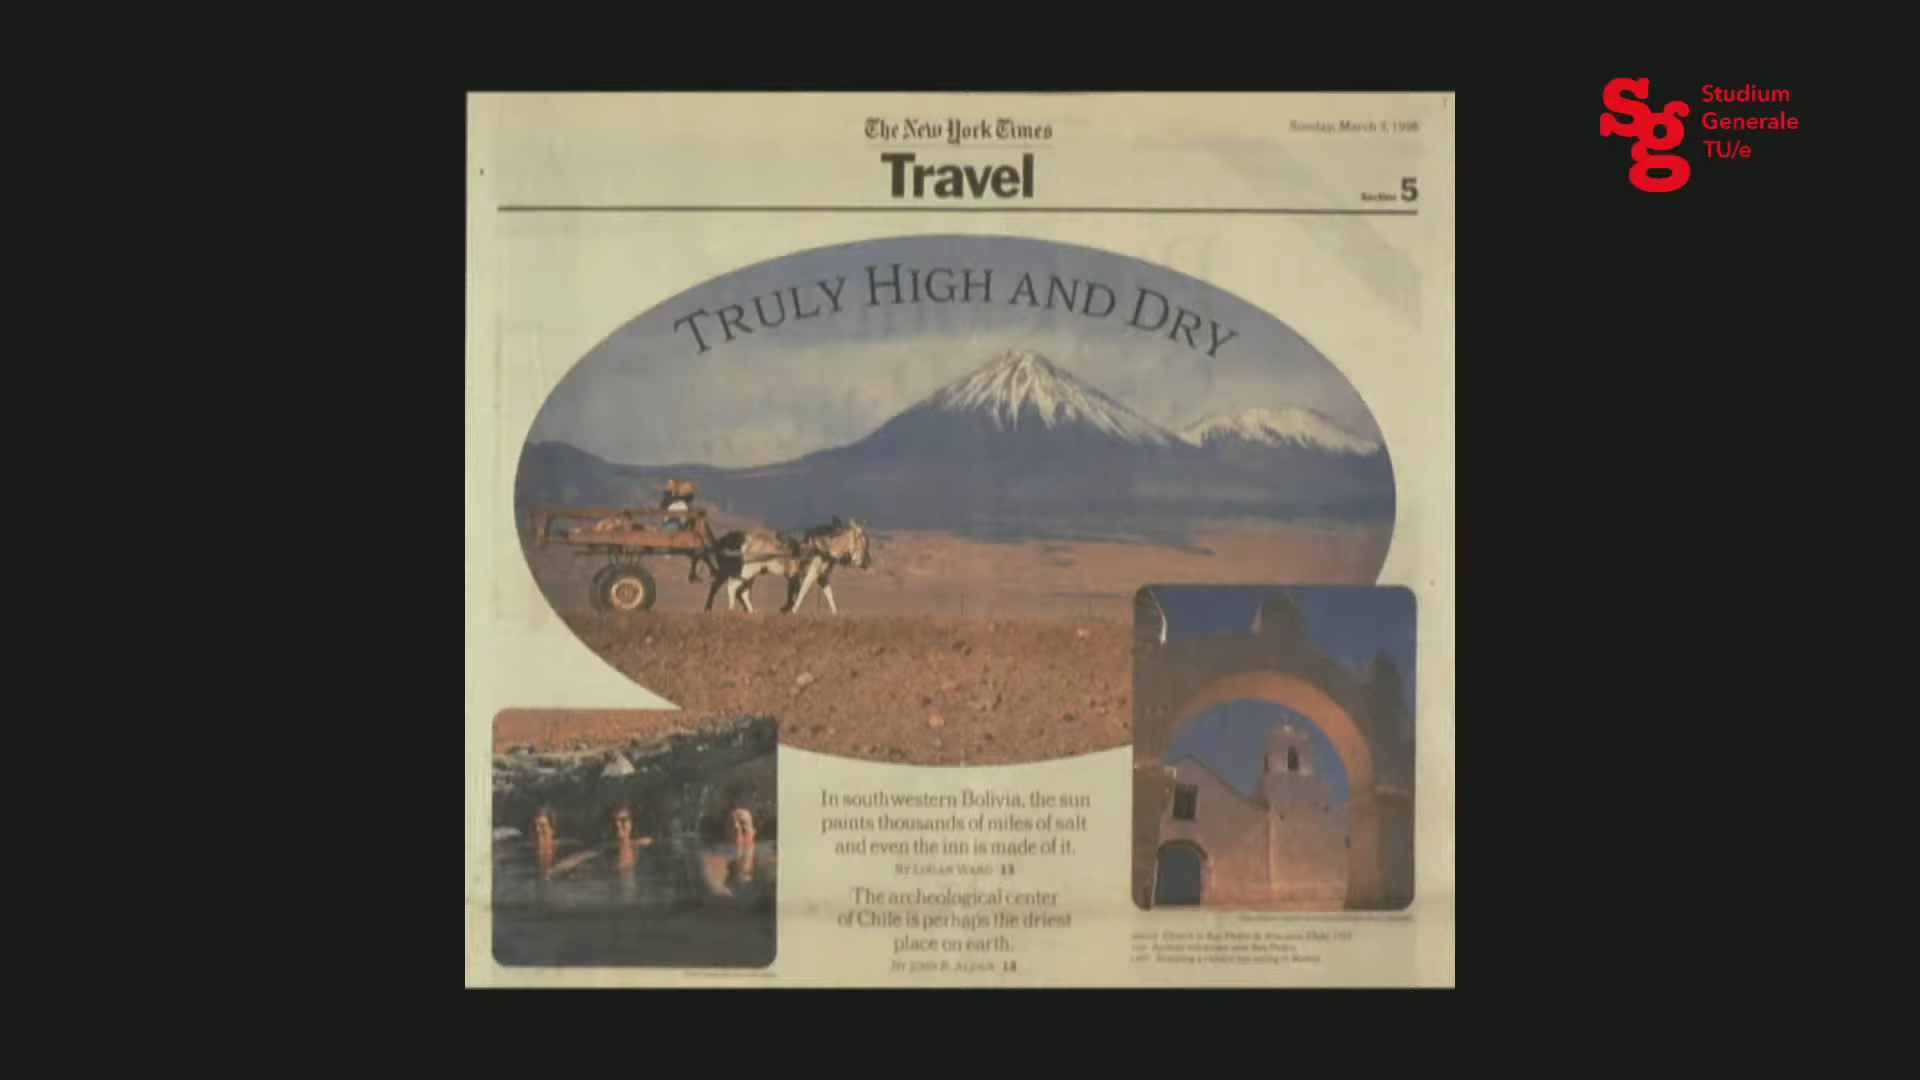 The New York Times
Travel
Sunday, March 1, 1998
Section 5
TRULY HIGH AND DRY
In southwestern Bolivia, the sun
paints thousands of miles of salt
and even the inn is made of it.
BY LOGAN WARD 13
The archeological center
of Chile is perhaps the driest
place on earth.
BY JOHN R. ALDEN 12
Studium
Generale
TU/e
sg